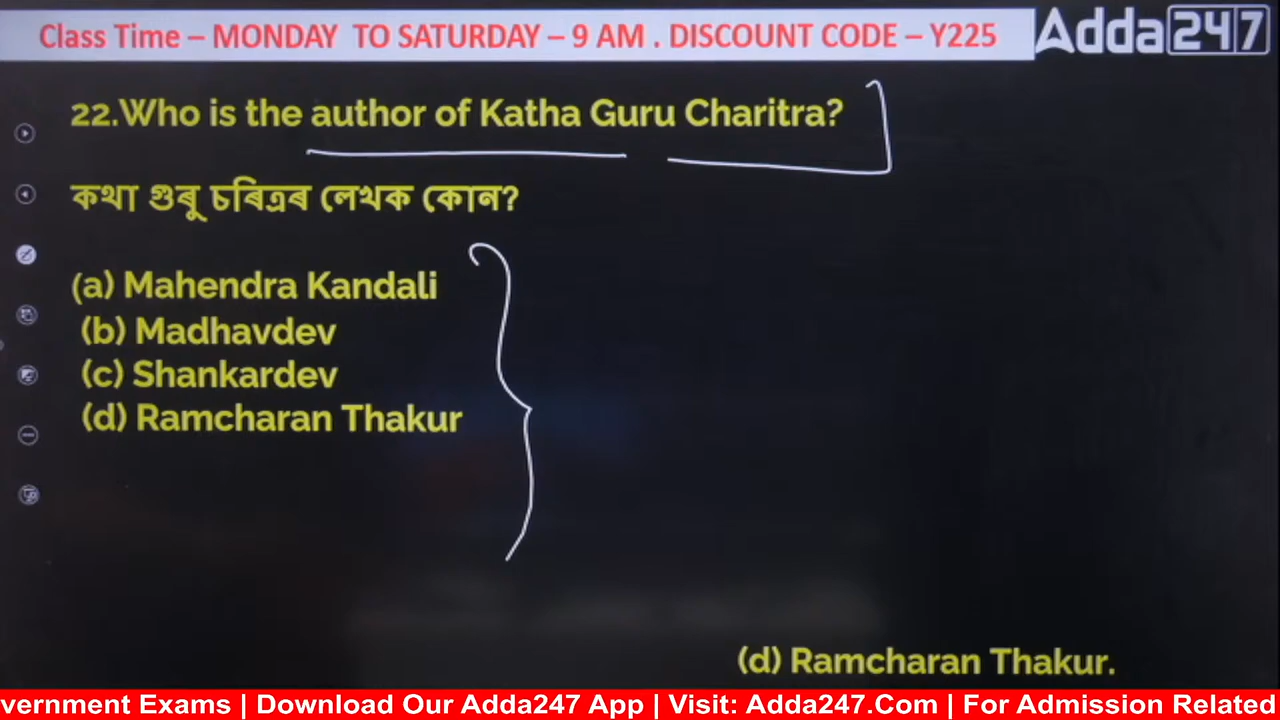 Class Time – MONDAY TO SATURDAY – 9 AM . DISCOUNT CODE – Y225
Adda247
22.Who is the author of Katha Guru Charitra?
কথা গুৰু চৰিত্ৰৰ লেখক কোন?
(a) Mahendra Kandali
(b) Madhavdev
(c) Shankardev
(d) Ramcharan Thakur
(d) Ramcharan Thakur.
vernment Exams | Download Our Adda247 App | Visit: Adda247.Com | For Admission Related